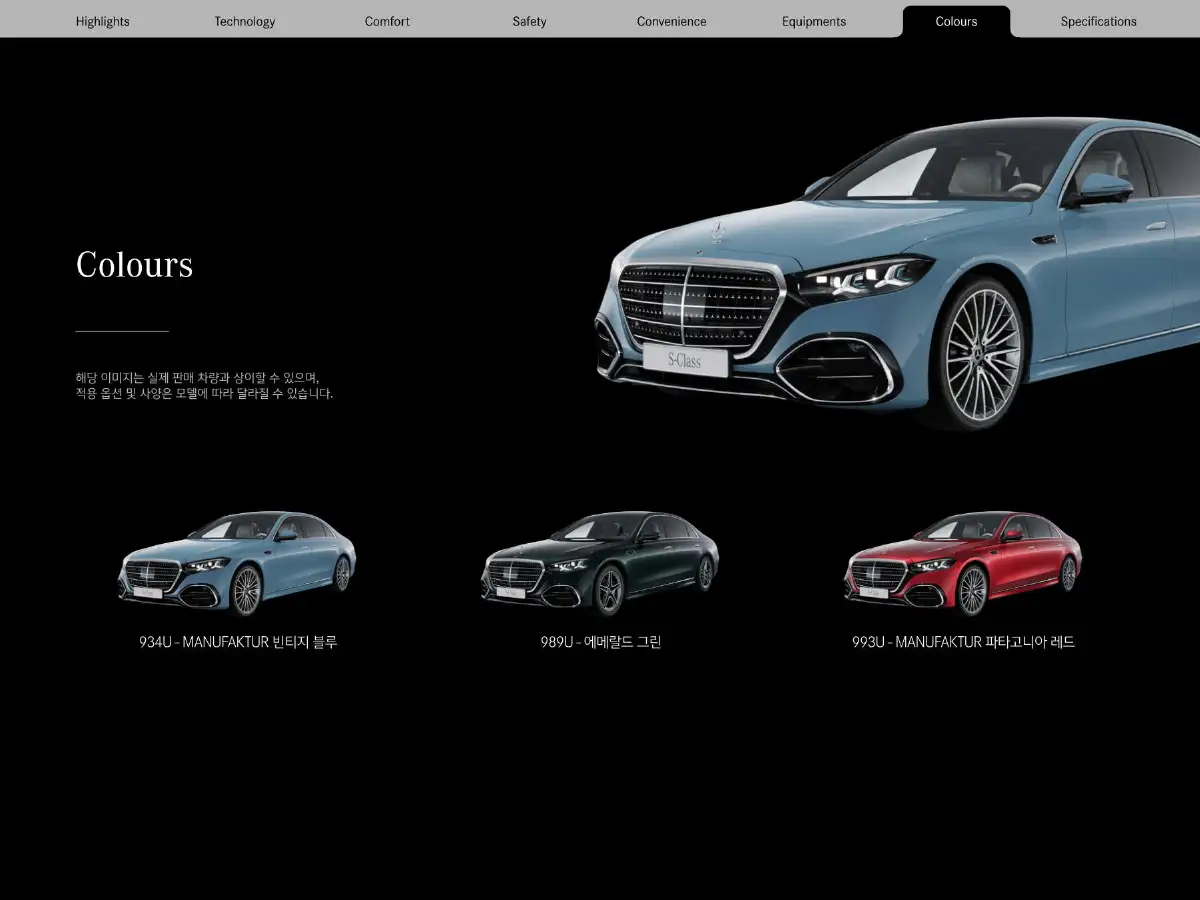 Highlights
Technology
Comfort
Safety
Convenience
Equipments
Colours
Specifications
Colours
해당 이미지는 실제 판매 차량과 상이할 수 있으며,
적용 옵션 및 사양은 모델에 따라 달라질 수 있습니다.
S-Class
934U - MANUFAKTUR 빈티지 블루
989U - 에메랄드 그린
993U - MANUFAKTUR 파타고니아 레드